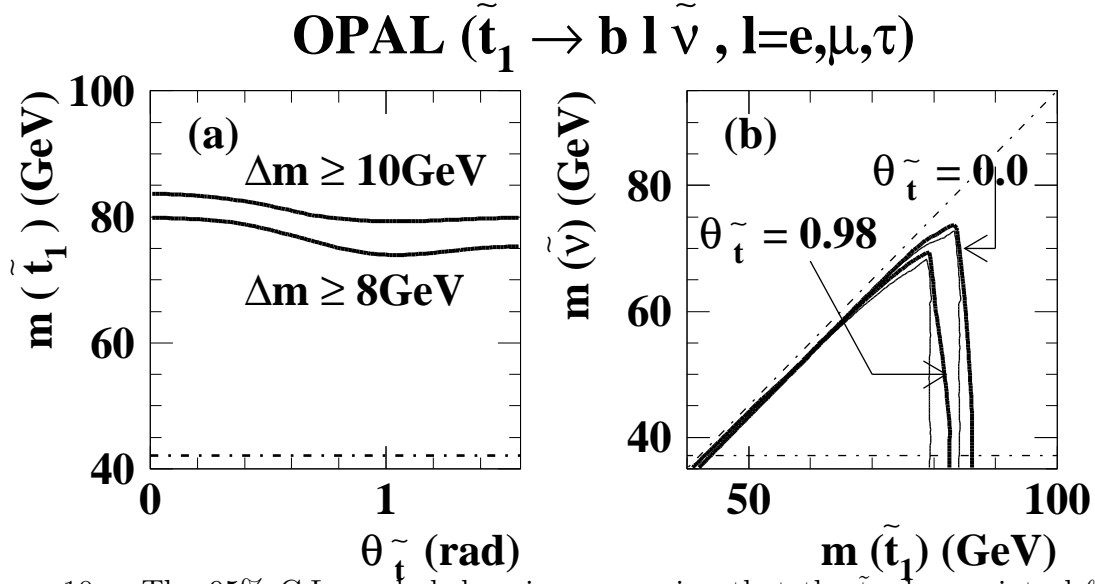 OPAL (t̃₁ → b l ν̃ , l=e,μ,τ)
m ( t̃₁ ) (GeV)
100
80
60
40
0
1
(a)
Δm ≥ 10GeV
Δm ≥ 8GeV
θ t̃ (rad)
m (ν̃) (GeV)
80
60
40
50
100
(b)
θ t̃ = 0.0
θ t̃ = 0.98
m (t̃₁) (GeV)